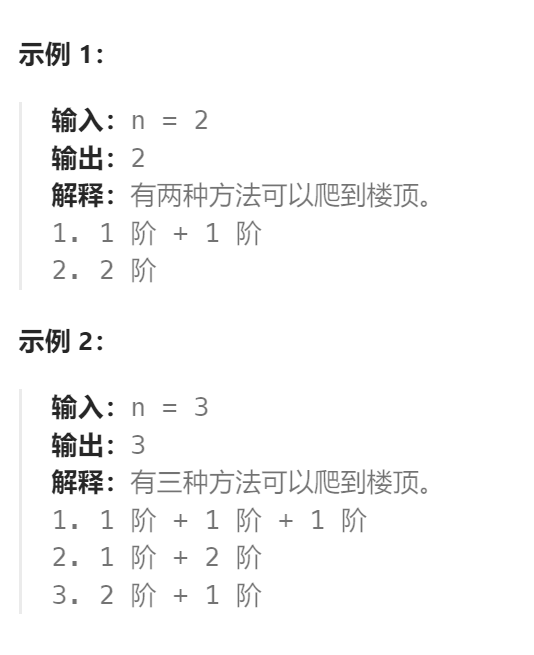 示例 1：
输入：n = 2
输出：2
解释：有两种方法可以爬到楼顶。
1. 1 阶 + 1 阶
2. 2 阶
示例 2：
输入：n = 3
输出：3
解释：有三种方法可以爬到楼顶。
1. 1 阶 + 1 阶 + 1 阶
2. 1 阶 + 2 阶
3. 2 阶 + 1 阶